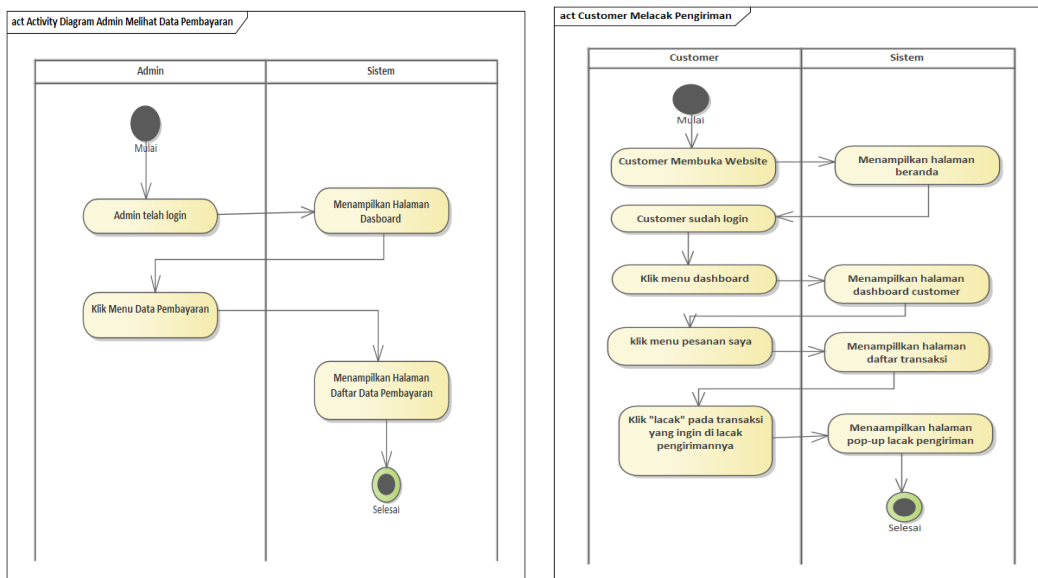 act Activity Diagram Admin Melihat Data Pembayaran
Admin
Sistem
Mulai
Admin telah login
Menampilkan Halaman
Dasboard
Klik Menu Data Pembayaran
Menampilkan Halaman
Daftar Data Pembayaran
Selesai
act Customer Melacak Pengiriman
Customer
Sistem
Mulai
Customer Membuka Website
Menampilkan halaman
beranda
Customer sudah login
Klik menu dashboard
Menampilkan halaman
dashboard customer
klik menu pesanan saya
Menampillkan halaman
daftar transaksi
Klik "lacak" pada transaksi
yang ingin di lacak
pengirimannya
Menaampilkan halaman
pop-up lacak pengiriman
Selesai